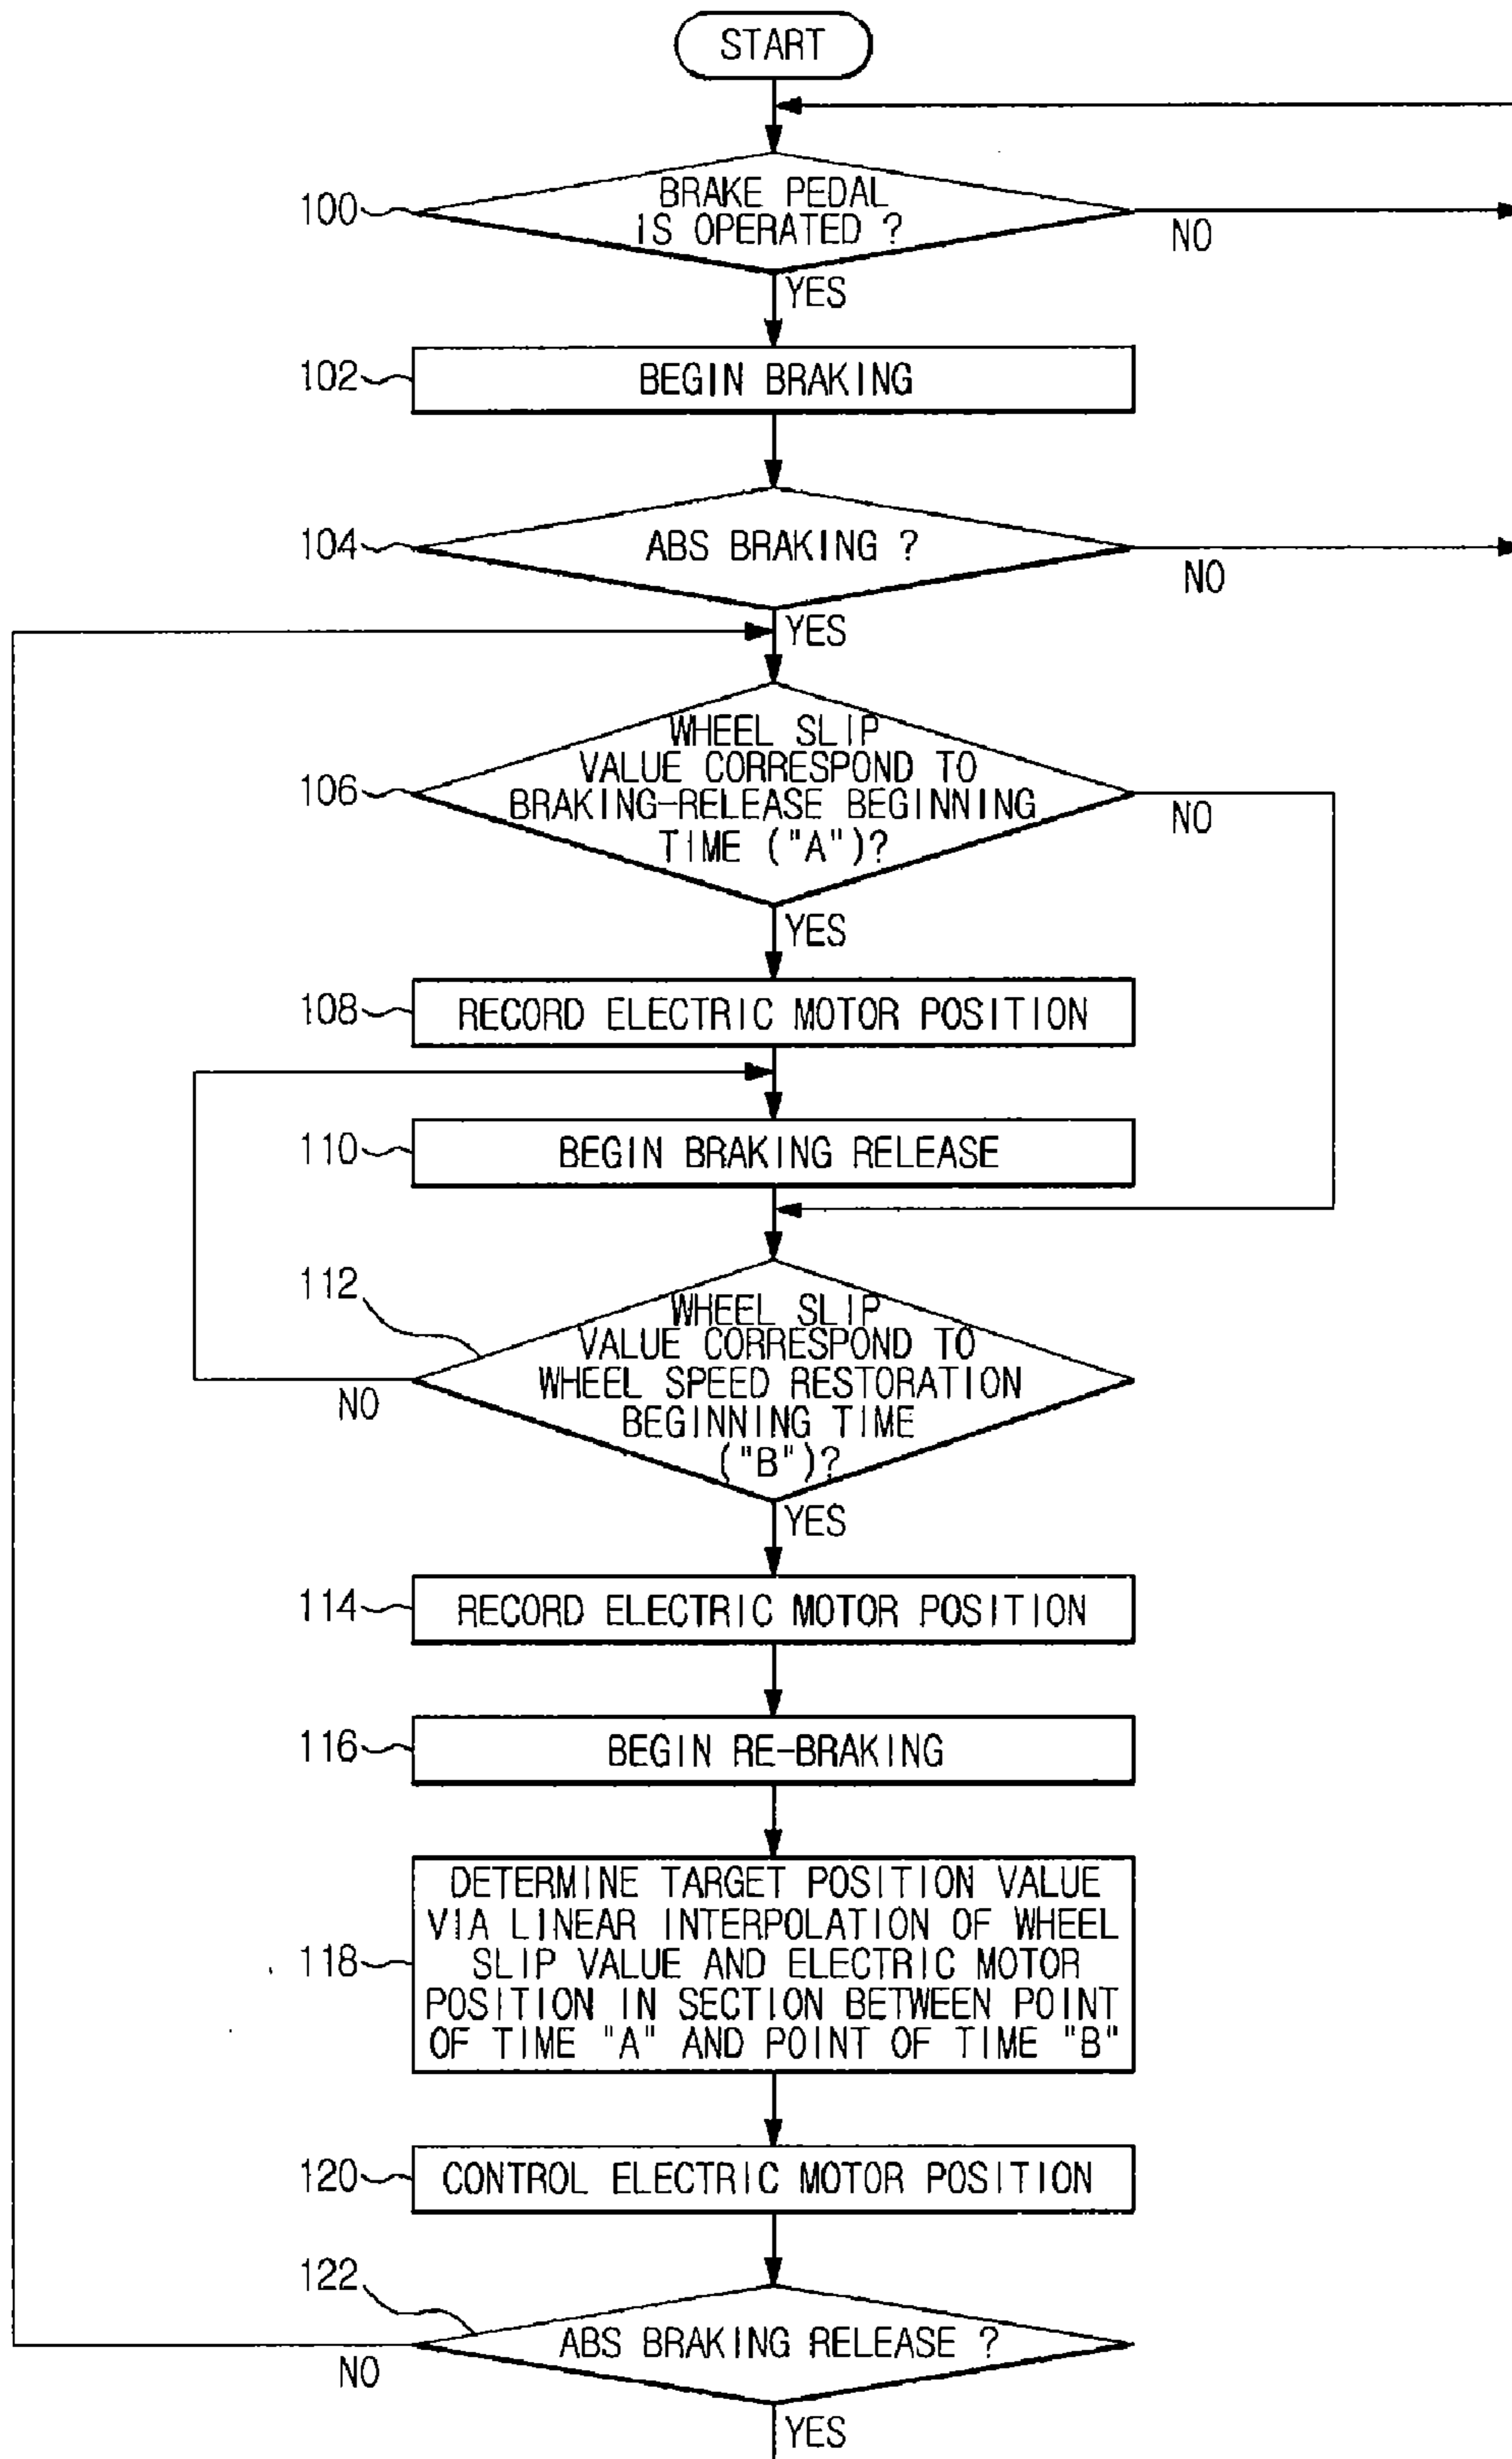 START
100
BRAKE PEDAL
IS OPERATED ?
NO
YES
102
BEGIN BRAKING
104
ABS BRAKING ?
NO
YES
106
WHEEL SLIP
VALUE CORRESPOND TO
BRAKING-RELEASE BEGINNING
TIME ("A")?
NO
YES
108
RECORD ELECTRIC MOTOR POSITION
110
BEGIN BRAKING RELEASE
112
WHEEL SLIP
VALUE CORRESPOND TO
WHEEL SPEED RESTORATION
BEGINNING TIME
("B")?
NO
YES
114
RECORD ELECTRIC MOTOR POSITION
116
BEGIN RE-BRAKING
118
DETERMINE TARGET POSITION VALUE
VIA LINEAR INTERPOLATION OF WHEEL
SLIP VALUE AND ELECTRIC MOTOR
POSITION IN SECTION BETWEEN POINT
OF TIME "A" AND POINT OF TIME "B"
120
CONTROL ELECTRIC MOTOR POSITION
122
ABS BRAKING RELEASE ?
NO
YES